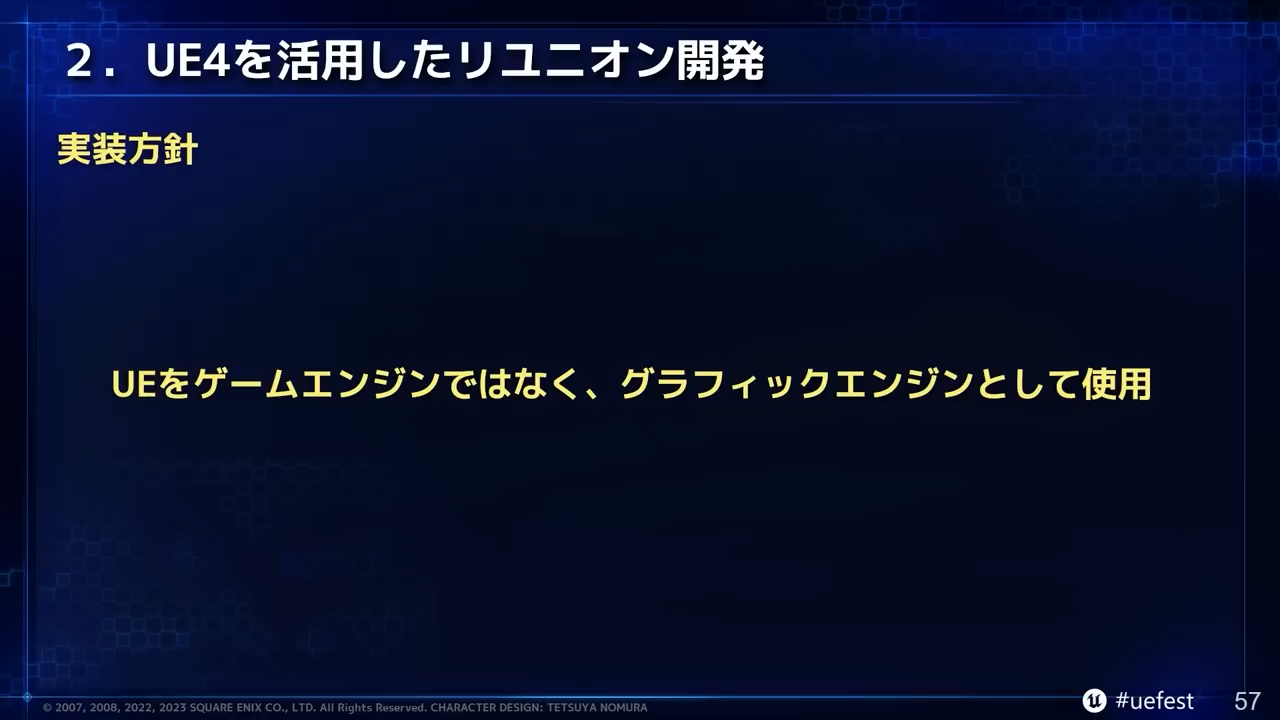 2．UE4を活用したリユニオン開発
実装方針
UEをゲームエンジンではなく、グラフィックエンジンとして使用
© 2007, 2008, 2022, 2023 SQUARE ENIX CO., LTD. All Rights Reserved. CHARACTER DESIGN: TETSUYA NOMURA
#uefest 57